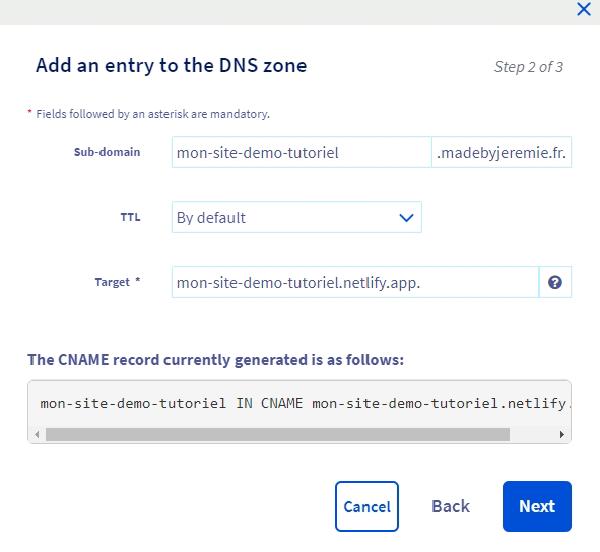 Add an entry to the DNS zone
Step 2 of 3
* Fields followed by an asterisk are mandatory.
Sub-domain mon-site-demo-tutoriel .madebyjeremie.fr.
TTL By default
Target * mon-site-demo-tutoriel.netlify.app. ?
The CNAME record currently generated is as follows:
mon-site-demo-tutoriel IN CNAME mon-site-demo-tutoriel.netlify.
Cancel Back Next